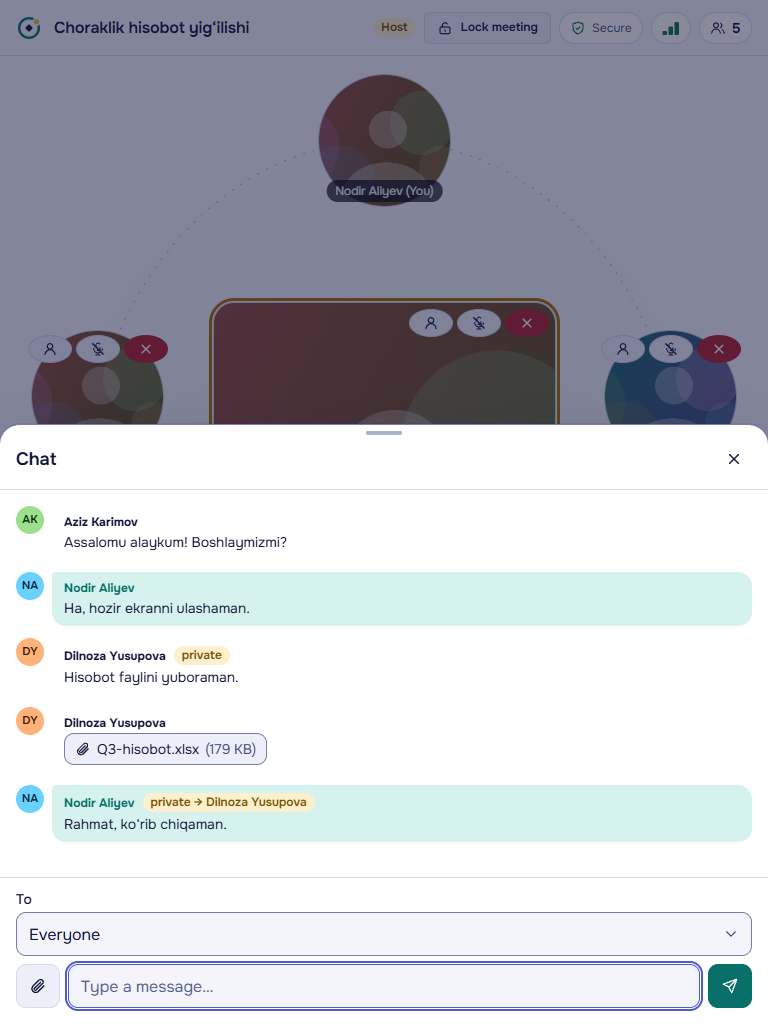 Choraklik hisobot yig‘ilishi
Host
Lock meeting
Secure
5
Nodir Aliyev (You)
Chat
AK
Aziz Karimov
Assalomu alaykum! Boshlaymizmi?
NA
Nodir Aliyev
Ha, hozir ekranni ulashaman.
DY
Dilnoza Yusupova private
Hisobot faylini yuboraman.
DY
Dilnoza Yusupova
Q3-hisobot.xlsx (179 KB)
NA
Nodir Aliyev private → Dilnoza Yusupova
Rahmat, ko‘rib chiqaman.
To
Everyone
Type a message...